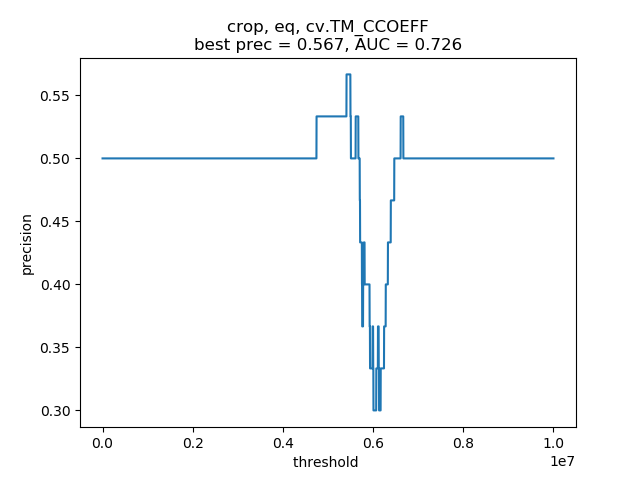 crop, eq, cv.TM_CCOEFF
best prec = 0.567, AUC = 0.726
0.55
0.50
0.45
0.40
0.35
0.30
precision
0.0 0.2 0.4 0.6 0.8 1.0
1e7
threshold